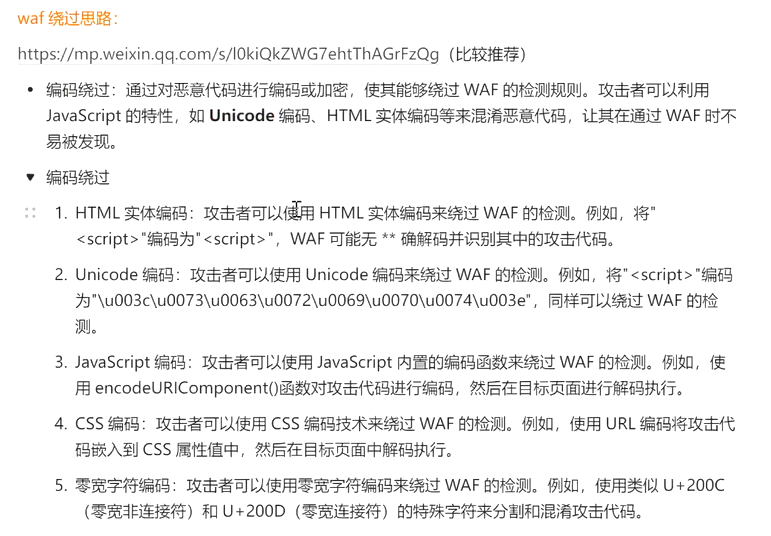 waf 绕过思路：
https://mp.weixin.qq.com/s/l0kiQkZWG7ehtThAGrFzQg（比较推荐）
• 编码绕过：通过对恶意代码进行编码或加密，使其能够绕过 WAF 的检测规则。攻击者可以利用
JavaScript 的特性，如 Unicode 编码、HTML 实体编码等来混淆恶意代码，让其在通过 WAF 时不
易被发现。
▼ 编码绕过
1. HTML 实体编码：攻击者可以使用 HTML 实体编码来绕过 WAF 的检测。例如，将"
<script>"编码为"<script>"，WAF 可能无 ** 确解码并识别其中的攻击代码。
2. Unicode 编码：攻击者可以使用 Unicode 编码来绕过 WAF 的检测。例如，将"<script>"编码
为"\u003c\u0073\u0063\u0072\u0069\u0070\u0074\u003e"，同样可以绕过 WAF 的检
测。
3. JavaScript 编码：攻击者可以使用 JavaScript 内置的编码函数来绕过 WAF 的检测。例如，使
用 encodeURIComponent()函数对攻击代码进行编码，然后在目标页面进行解码执行。
4. CSS 编码：攻击者可以使用 CSS 编码技术来绕过 WAF 的检测。例如，使用 URL 编码将攻击代
码嵌入到 CSS 属性值中，然后在目标页面中解码执行。
5. 零宽字符编码：攻击者可以使用零宽字符编码来绕过 WAF 的检测。例如，使用类似 U+200C
（零宽非连接符）和 U+200D（零宽连接符）的特殊字符来分割和混淆攻击代码。